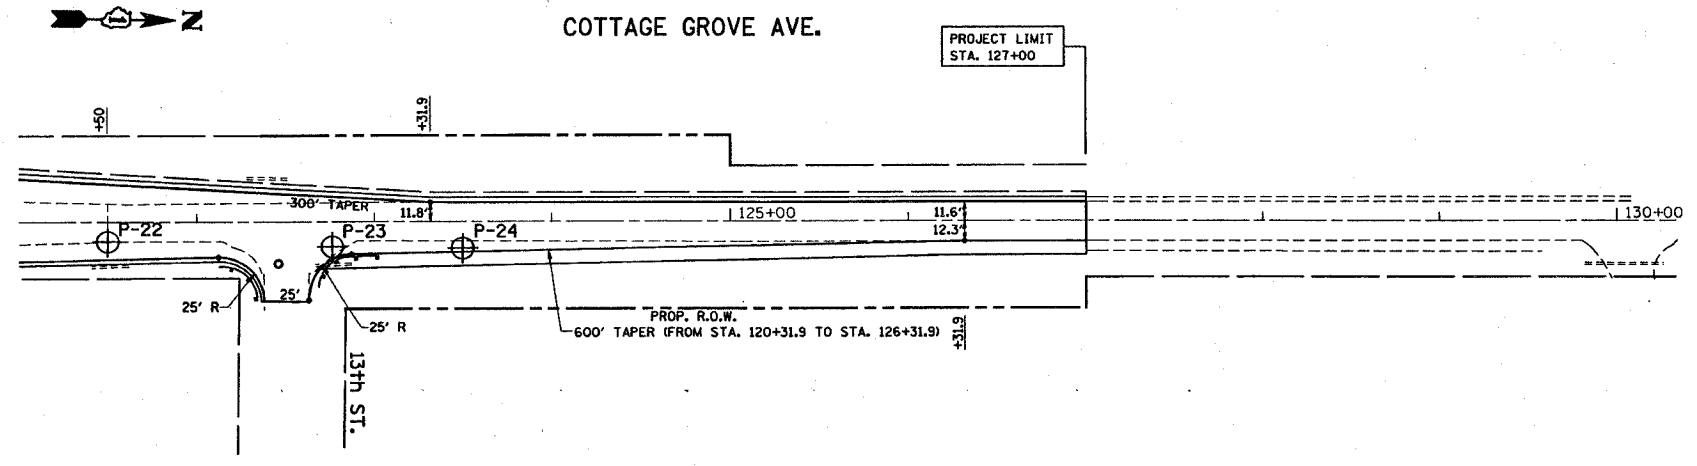 N
COTTAGE GROVE AVE.
PROJECT LIMIT
STA. 127+00
+50
+31.9
300' TAPER
11.8'
125+00
11.6'
130+00
P-22
P-23
P-24
12.3'
25' R
25'
25' R
PROP. R.O.W.
600' TAPER (FROM STA. 120+31.9 TO STA. 126+31.9)
+31.9
13th ST.